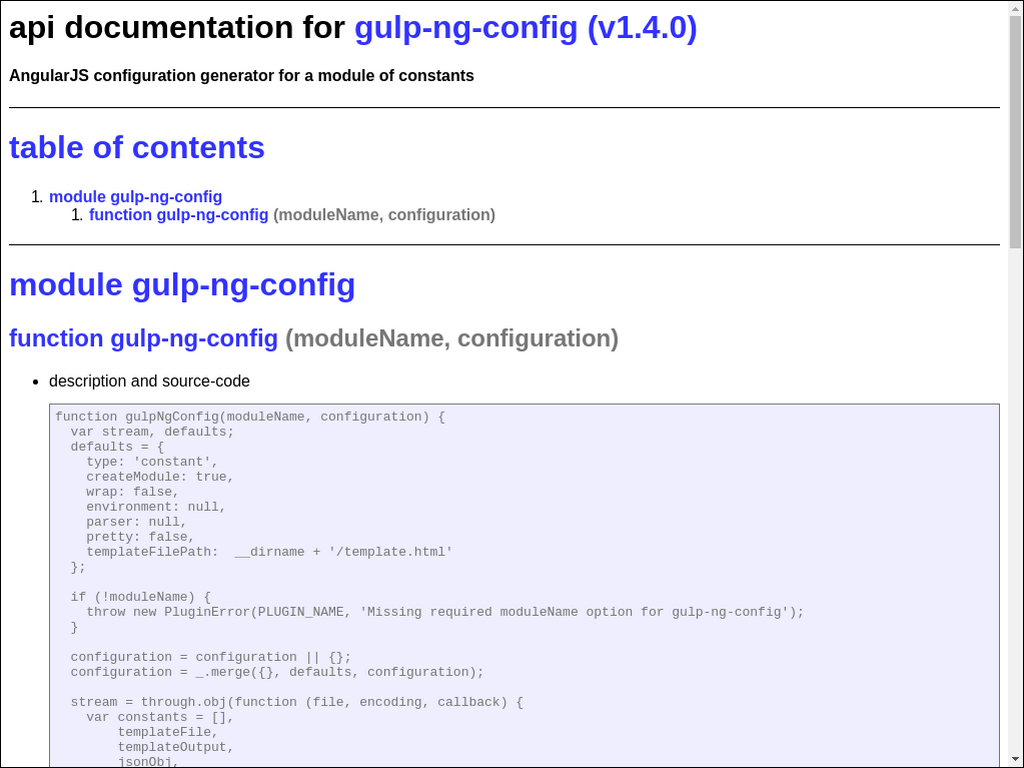 api documentation for gulp-ng-config (v1.4.0)
AngularJS configuration generator for a module of constants
table of contents
1. module gulp-ng-config
1. function gulp-ng-config (moduleName, configuration)
module gulp-ng-config
function gulp-ng-config (moduleName, configuration)
• description and source-code
function gulpNgConfig(moduleName, configuration) {
  var stream, defaults;
  defaults = {
    type: 'constant',
    createModule: true,
    wrap: false,
    environment: null,
    parser: null,
    pretty: false,
    templateFilePath:  __dirname + '/template.html'
  };
  if (!moduleName) {
    throw new PluginError(PLUGIN_NAME, 'Missing required moduleName option for gulp-ng-config');
  }
  configuration = configuration || {};
  configuration = _.merge({}, defaults, configuration);
  stream = through.obj(function (file, encoding, callback) {
    var constants = [],
        templateFile,
        templateOutput,
        jsonObj,